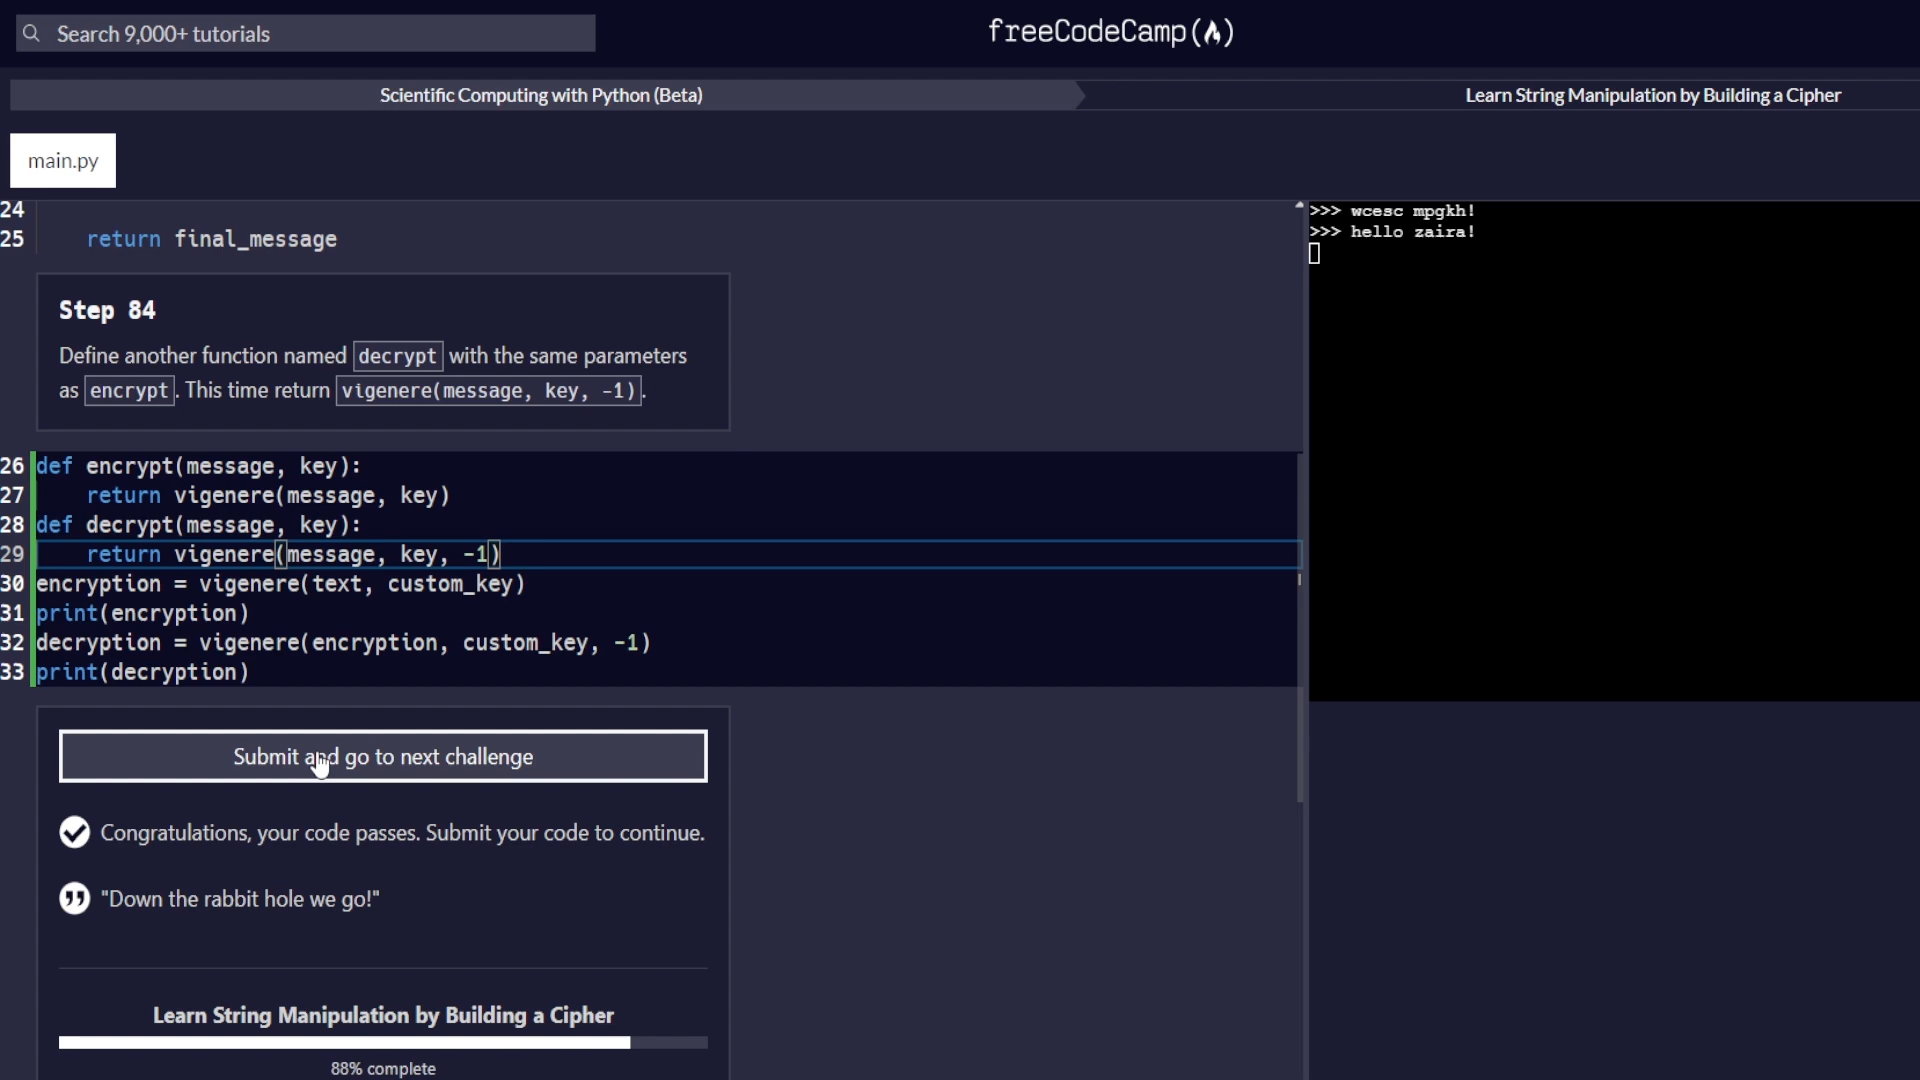 Search 9,000+ tutorials
freeCodeCamp(🔥)
Scientific Computing with Python (Beta)
Learn String Manipulation by Building a Cipher
main.py
24
25 return final_message
Step 84
Define another function named decrypt with the same parameters
as encrypt. This time return vigenere(message, key, -1).
26 def encrypt(message, key):
27 return vigenere(message, key)
28 def decrypt(message, key):
29 return vigenere(message, key, -1)
30 encryption = vigenere(text, custom_key)
31 print(encryption)
32 decryption = vigenere(encryption, custom_key, -1)
33 print(decryption)
Submit and go to next challenge
Congratulations, your code passes. Submit your code to continue.
"Down the rabbit hole we go!"
Learn String Manipulation by Building a Cipher
88% complete
>>> wcesc mpgkh!
>>> hello zaira!